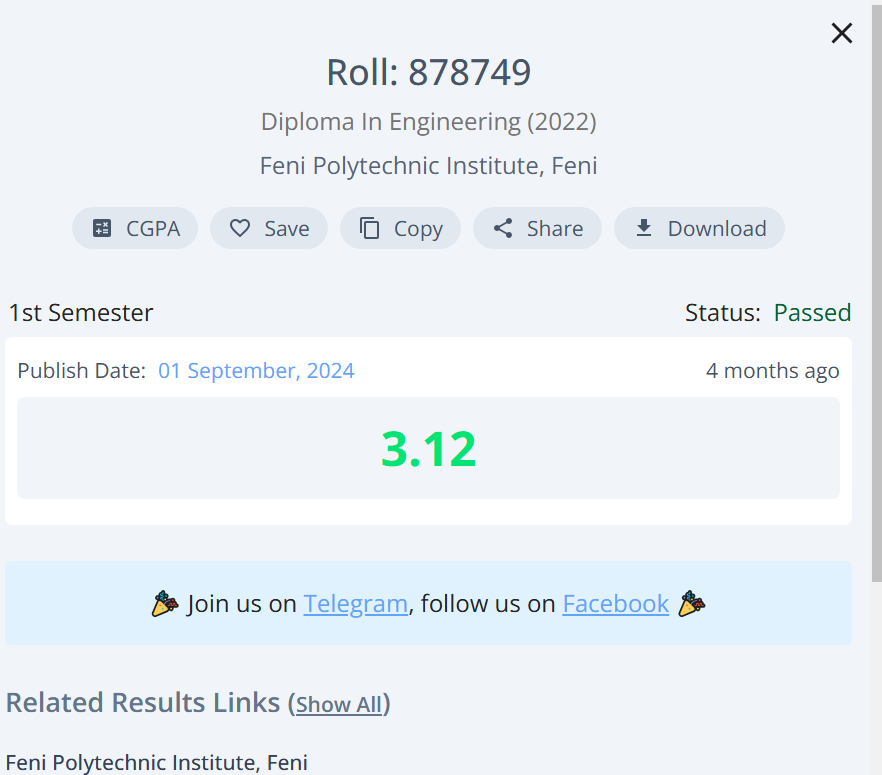 Roll: 878749
Diploma In Engineering (2022)
Feni Polytechnic Institute, Feni
CGPA Save Copy Share Download
1st Semester Status: Passed
Publish Date: 01 September, 2024 4 months ago
3.12
Join us on Telegram, follow us on Facebook
Related Results Links (Show All)
Feni Polytechnic Institute, Feni